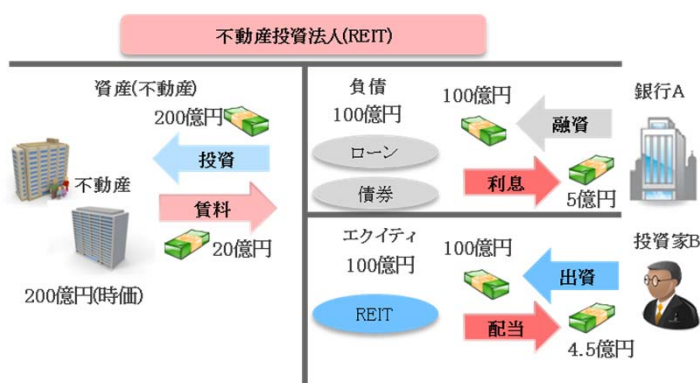 不動産投資法人(REIT)
資産(不動産)
200億円
投資
不動産
賃料
20億円
200億円(時価)
負債
100億円
ローン
債券
100億円
融資
利息
5億円
銀行A
エクイティ
100億円
REIT
100億円
出資
配当
4.5億円
投資家B